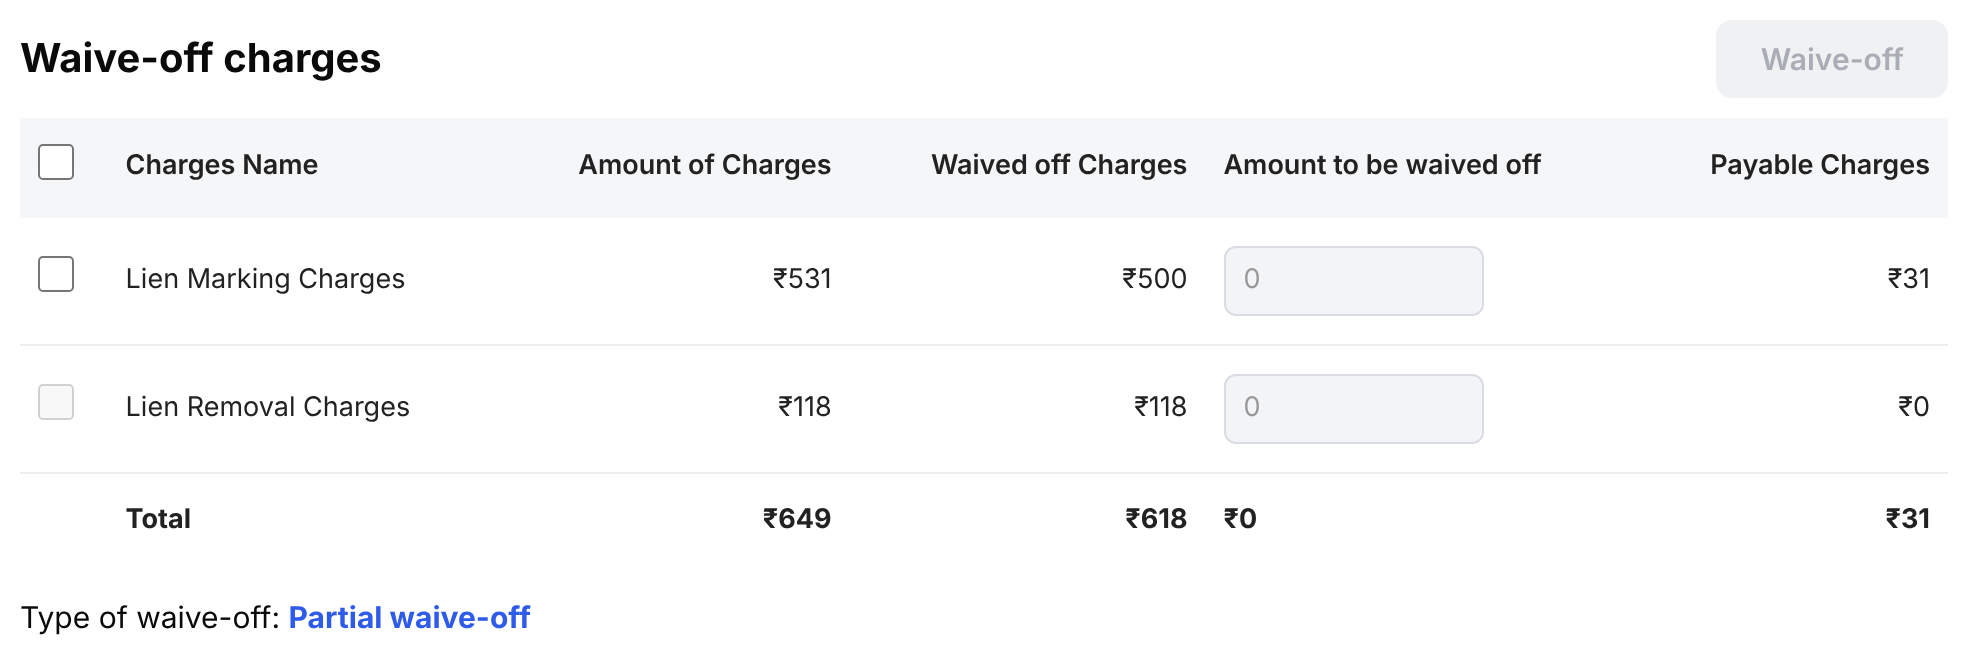 Waive-off charges
Waive-off
Charges Name Amount of Charges Waived off Charges Amount to be waived off Payable Charges
Lien Marking Charges ₹531 ₹500 0 ₹31
Lien Removal Charges ₹118 ₹118 0 ₹0
Total ₹649 ₹618 ₹0 ₹31
Type of waive-off: Partial waive-off